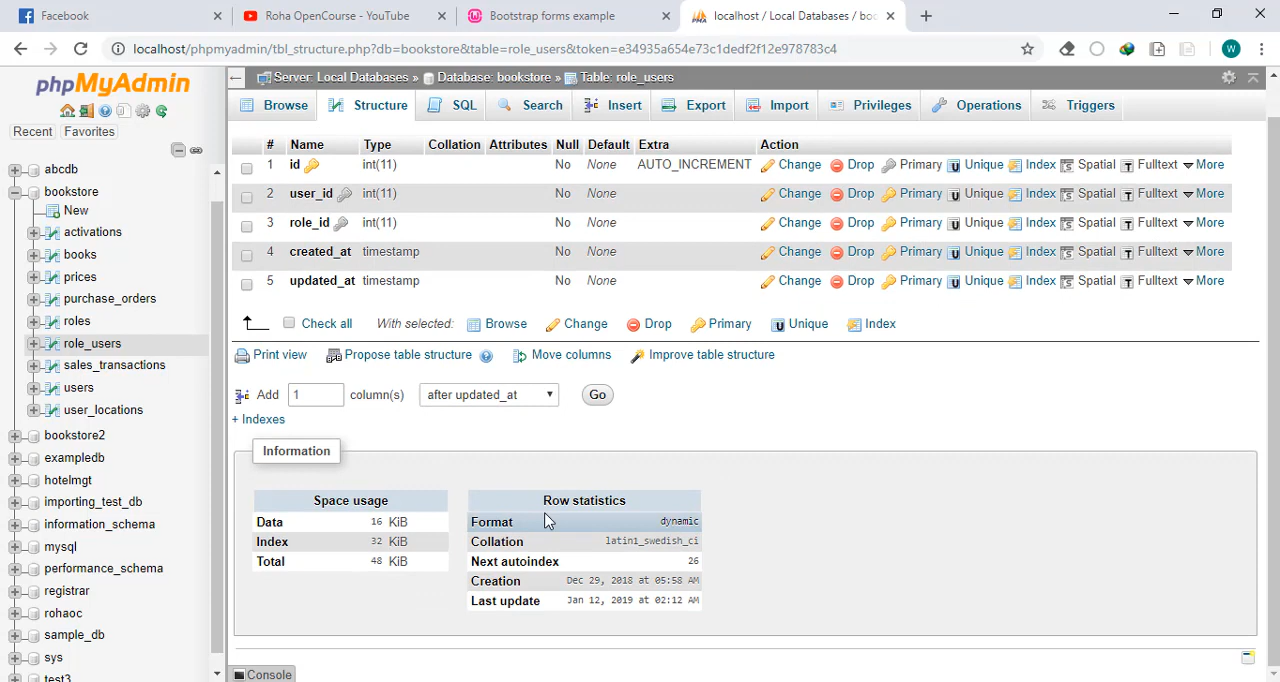 Facebook
Roha OpenCourse - YouTube
Bootstrap forms example
localhost / Local Databases / boo
localhost/phpmyadmin/tbl_structure.php?db=bookstore&table=role_users&token=e34935a654e73c1dedf2f12e978783c4
W
phpMyAdmin
Recent
Favorites
abcdb
bookstore
New
activations
books
prices
purchase_orders
roles
role_users
sales_transactions
users
user_locations
bookstore2
exampledb
hotelmgt
importing_test_db
information_schema
mysql
performance_schema
registrar
rohaoc
sample_db
sys
test3
Server: Local Databases » Database: bookstore » Table: role_users
Browse Structure SQL Search Insert Export Import Privileges Operations Triggers
# Name Type Collation Attributes Null Default Extra Action
1 id int(11) No None AUTO_INCREMENT Change Drop Primary Unique Index Spatial Fulltext More
2 user_id int(11) No None Change Drop Primary Unique Index Spatial Fulltext More
3 role_id int(11) No None Change Drop Primary Unique Index Spatial Fulltext More
4 created_at timestamp No None Change Drop Primary Unique Index Spatial Fulltext More
5 updated_at timestamp No None Change Drop Primary Unique Index Spatial Fulltext More
Check all With selected: Browse Change Drop Primary Unique Index
Print view Propose table structure Move columns Improve table structure
Add 1 column(s) after updated_at Go
+ Indexes
Information
Space usage
Data 16 KiB
Index 32 KiB
Total 48 KiB
Row statistics
Format dynamic
Collation latin1_swedish_ci
Next autoindex 26
Creation Dec 29, 2018 at 05:58 AM
Last update Jan 12, 2019 at 02:12 AM
Console